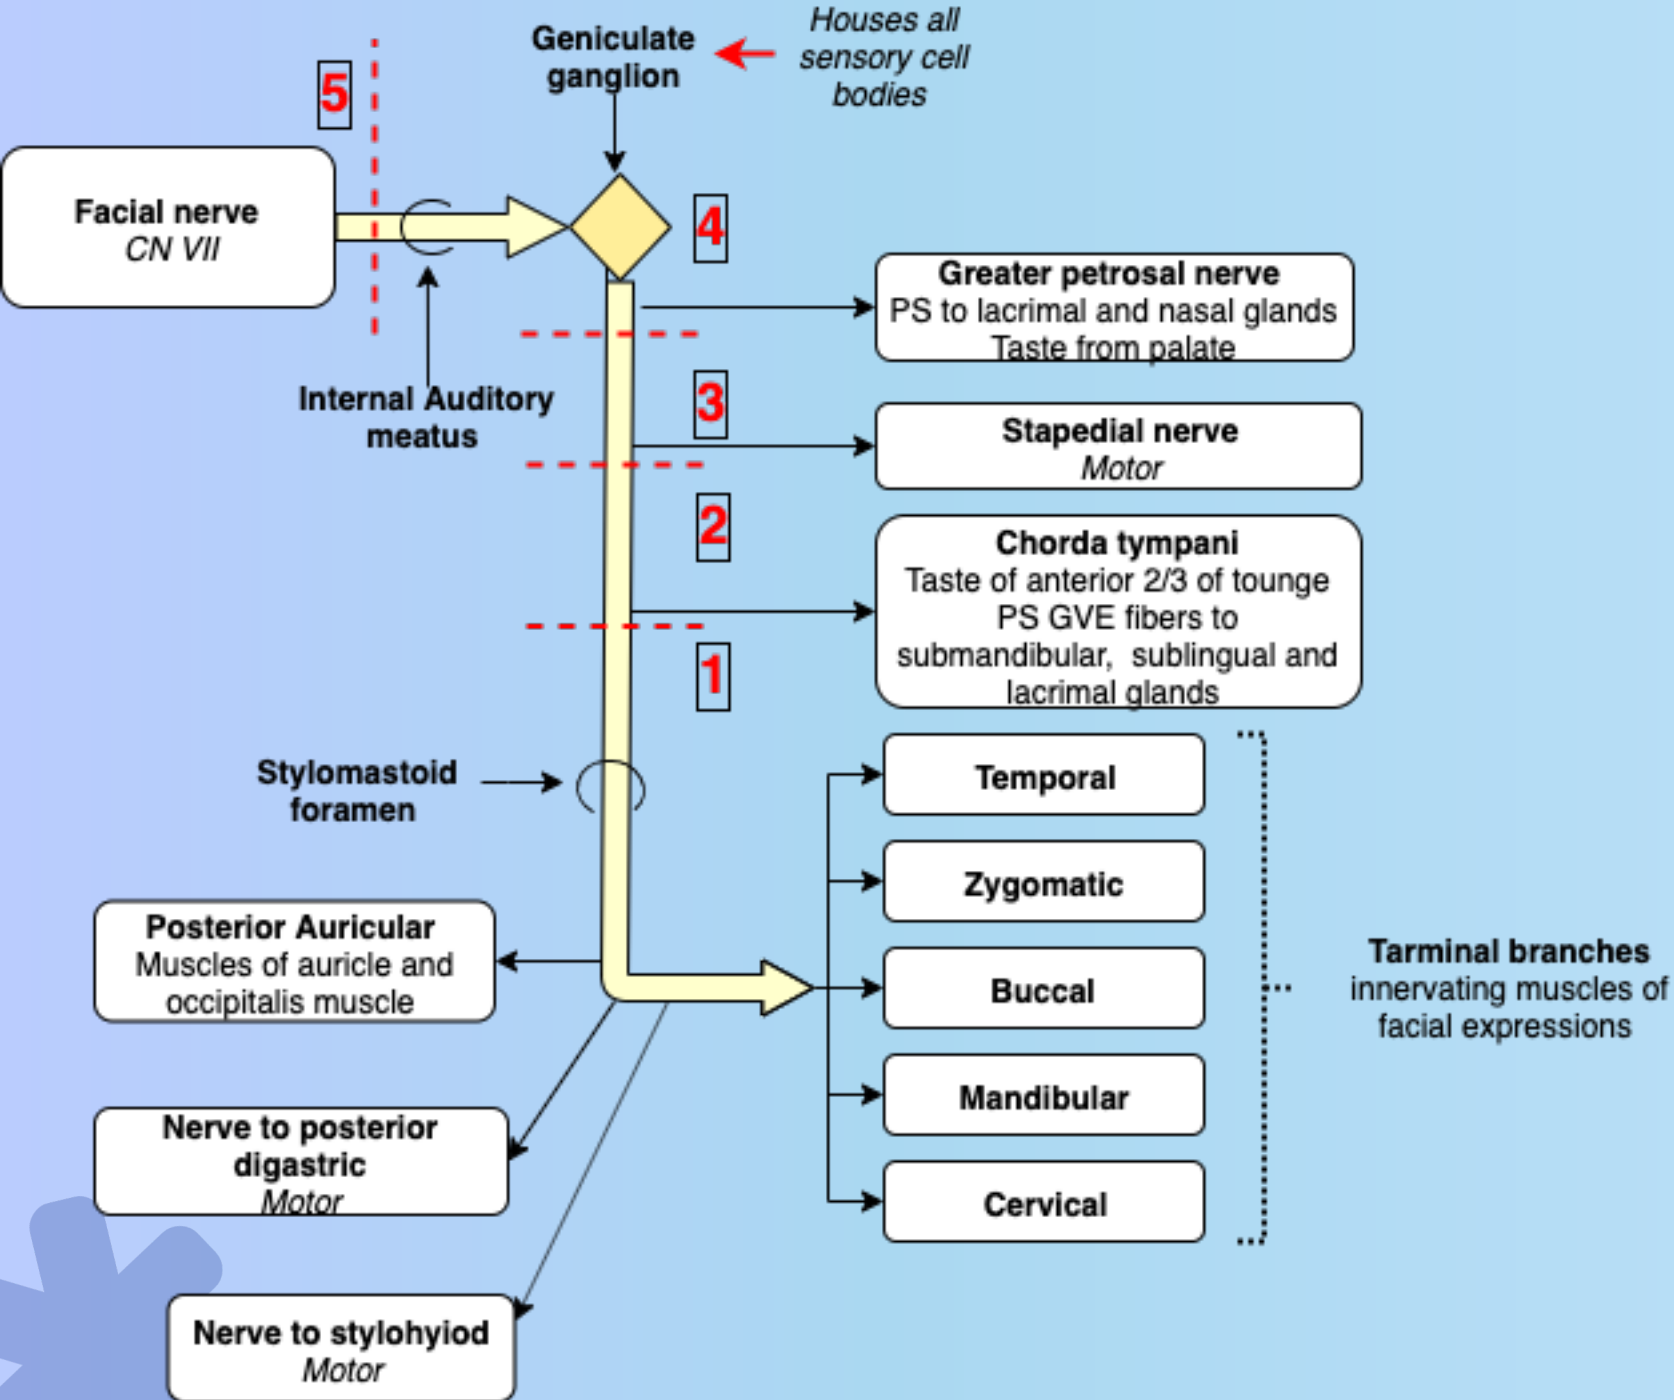 Geniculate
ganglion
Houses all
sensory cell
bodies
5
Facial nerve
CN VII
4
Internal Auditory
meatus
Greater petrosal nerve
PS to lacrimal and nasal glands
Taste from palate
3
Stapedial nerve
Motor
2
Chorda tympani
Taste of anterior 2/3 of tounge
PS GVE fibers to
submandibular, sublingual and
lacrimal glands
1
Stylomastoid
foramen
Temporal
Zygomatic
Buccal
Mandibular
Cervical
Tarminal branches
innervating muscles of
facial expressions
Posterior Auricular
Muscles of auricle and
occipitalis muscle
Nerve to posterior
digastric
Motor
Nerve to stylohyiod
Motor